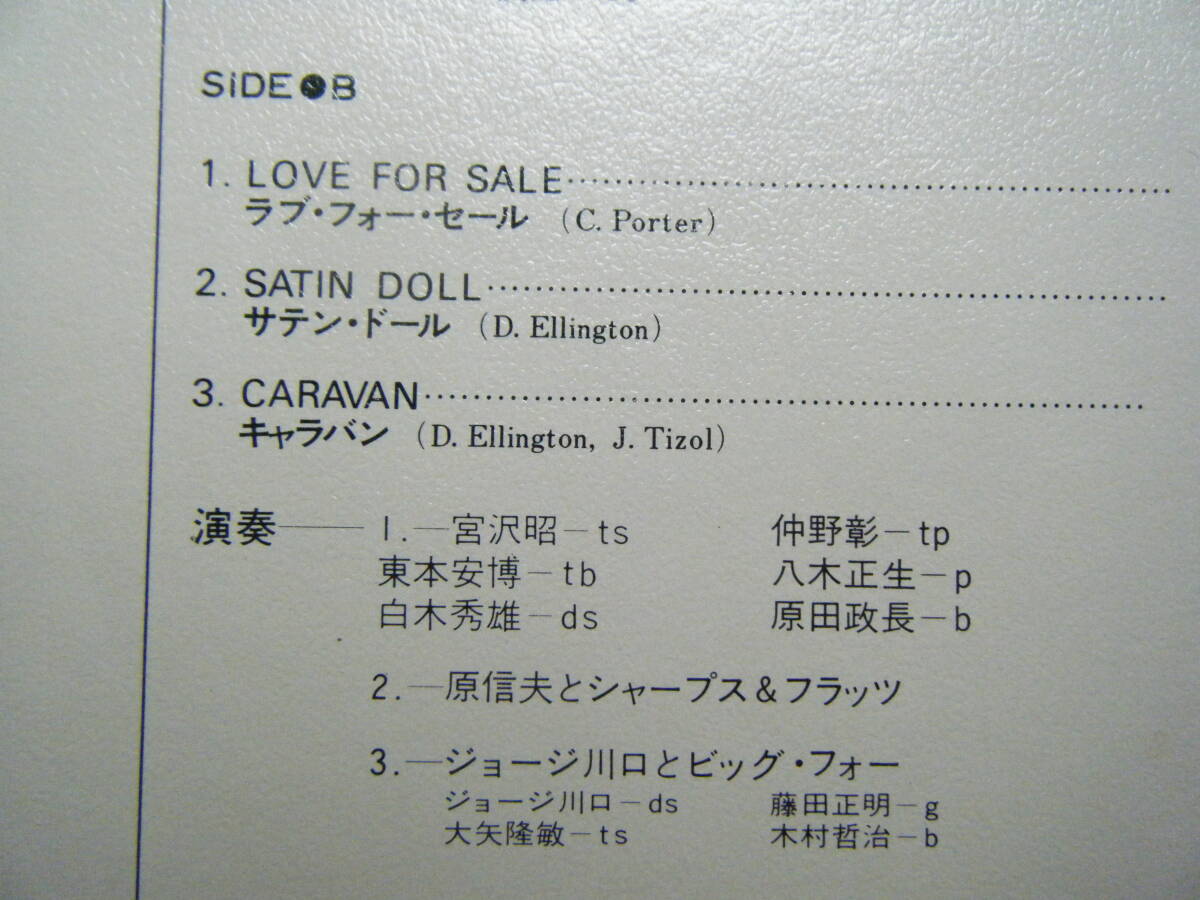 SIDE●B
1. LOVE FOR SALE
ラブ・フォー・セール (C. Porter)
2. SATIN DOLL
サテン・ドール (D. Ellington)
3. CARAVAN
キャラバン (D. Ellington, J. Tizol)
演奏——1.—宮沢昭—ts 仲野彰—tp
東本安博—tb 八木正生—p
白木秀雄—ds 原田政長—b
2.—原信夫とシャープス&フラッツ
3.—ジョージ川口とビッグ・フォー
ジョージ川口—ds 藤田正明—g
大矢隆敏—ts 木村哲治—b